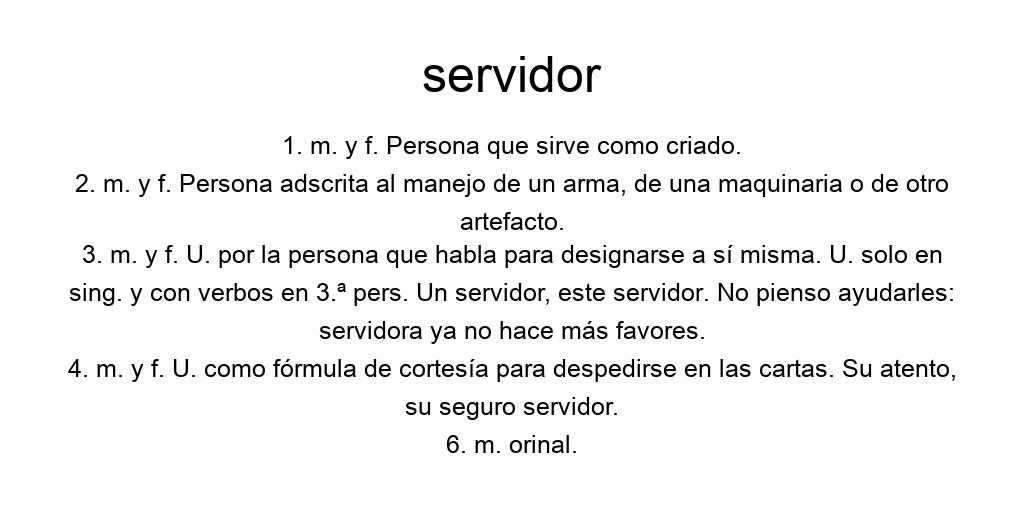 servidor
1. m. y f. Persona que sirve como criado.
2. m. y f. Persona adscrita al manejo de un arma, de una maquinaria o de otro
artefacto.
3. m. y f. U. por la persona que habla para designarse a sí misma. U. solo en
sing. y con verbos en 3.ª pers. Un servidor, este servidor. No pienso ayudarles:
servidora ya no hace más favores.
4. m. y f. U. como fórmula de cortesía para despedirse en las cartas. Su atento,
su seguro servidor.
6. m. orinal.